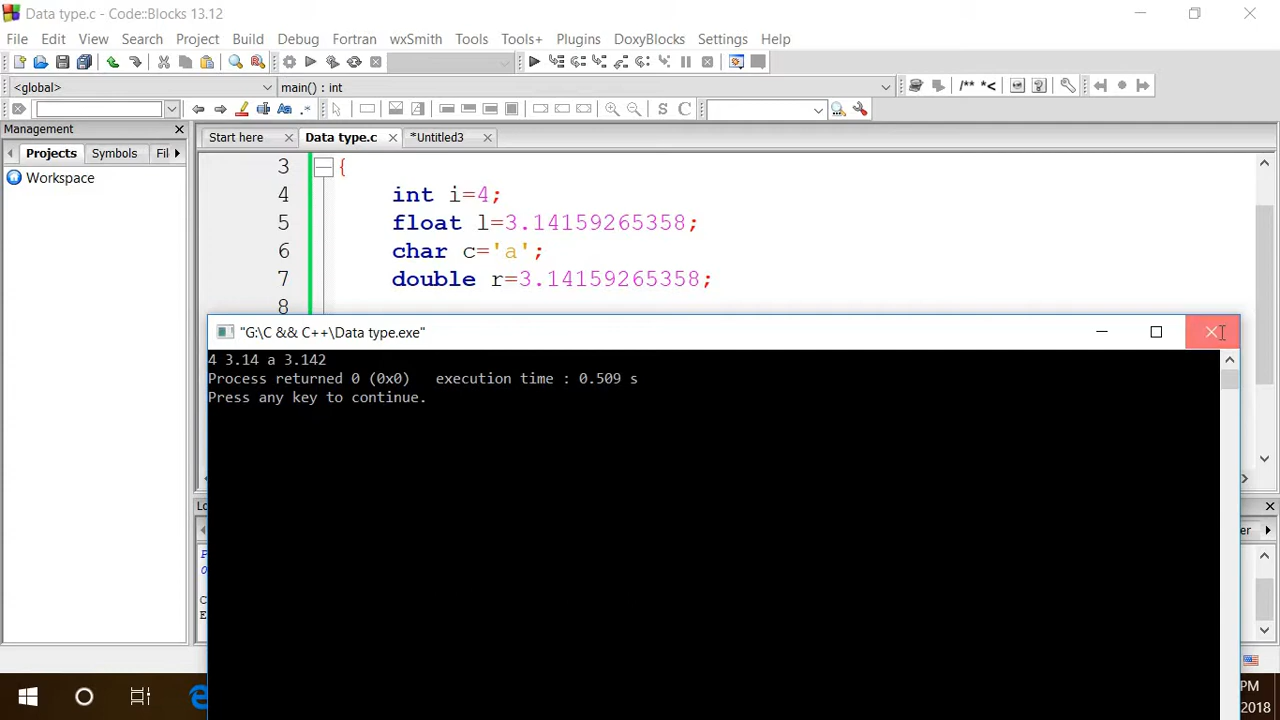 Data type.c - Code::Blocks 13.12
File Edit View Search Project Build Debug Fortran wxSmith Tools Tools+ Plugins DoxyBlocks Settings Help
<global> main() : int
/** *<
S C
Management
Start here Data type.c *Untitled3
Projects Symbols Fil
Workspace
3 {
4 int i=4;
5 float l=3.14159265358;
6 char c='a';
7 double r=3.14159265358;
8
"G:\C && C++\Data type.exe"
4 3.14 a 3.142
Process returned 0 (0x0)   execution time : 0.509 s
Press any key to continue.
Lo
er
P
O
C
E
PM
2018